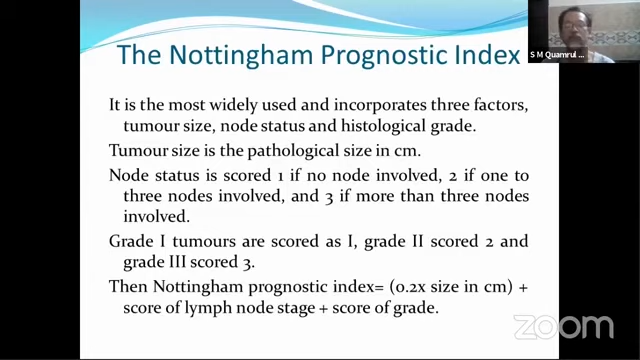 The Nottingham Prognostic Index
S M Quamrul ...
It is the most widely used and incorporates three factors,
tumour size, node status and histological grade.
Tumour size is the pathological size in cm.
Node status is scored 1 if no node involved, 2 if one to
three nodes involved, and 3 if more than three nodes
involved.
Grade I tumours are scored as I, grade II scored 2 and
grade III scored 3.
Then Nottingham prognostic index= (0.2x size in cm) +
score of lymph node stage + score of grade.
zoom